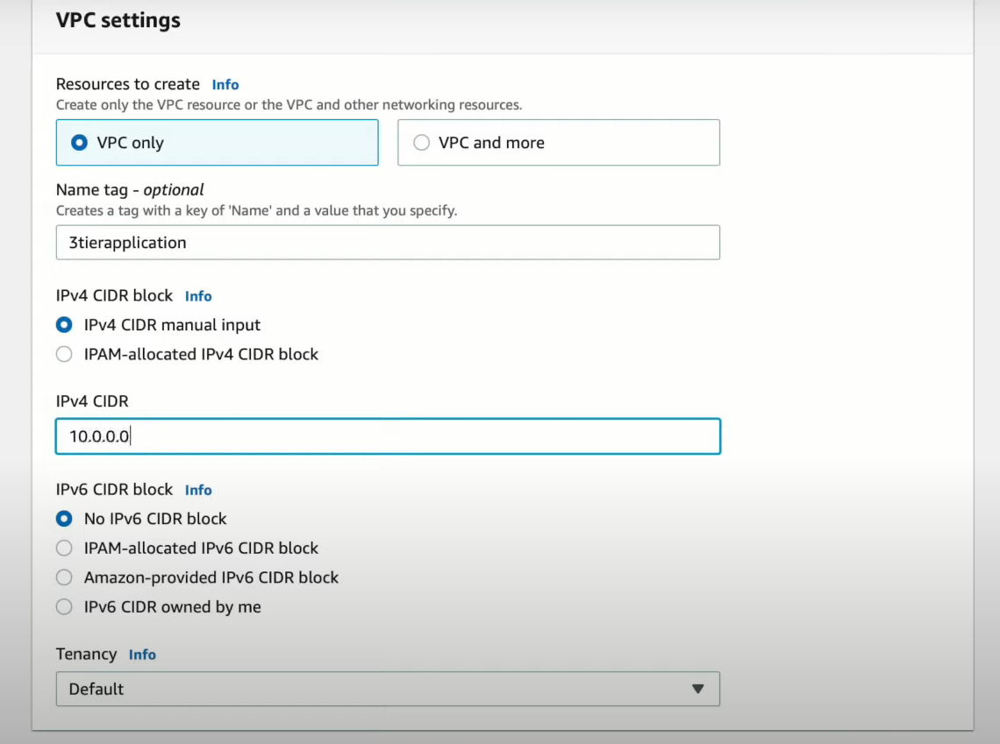 VPC settings
Resources to create Info
Create only the VPC resource or the VPC and other networking resources.
VPC only
VPC and more
Name tag - optional
Creates a tag with a key of 'Name' and a value that you specify.
3tierapplication
IPv4 CIDR block Info
IPv4 CIDR manual input
IPAM-allocated IPv4 CIDR block
IPv4 CIDR
10.0.0.0
IPv6 CIDR block Info
No IPv6 CIDR block
IPAM-allocated IPv6 CIDR block
Amazon-provided IPv6 CIDR block
IPv6 CIDR owned by me
Tenancy Info
Default